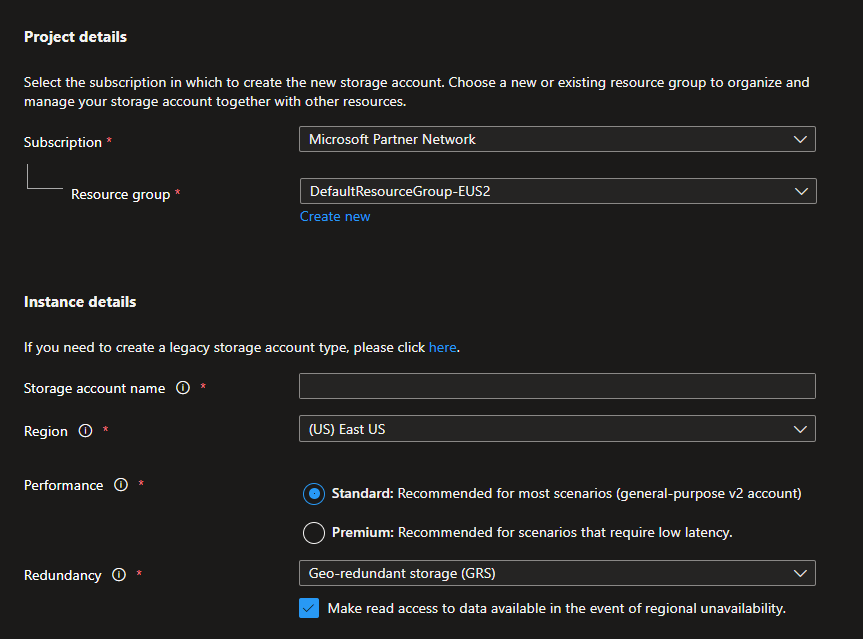 Project details
Select the subscription in which to create the new storage account. Choose a new or existing resource group to organize and
manage your storage account together with other resources.
Subscription *
Microsoft Partner Network
Resource group *
DefaultResourceGroup-EUS2
Create new
Instance details
If you need to create a legacy storage account type, please click here.
Storage account name *
Region *
(US) East US
Performance *
Standard: Recommended for most scenarios (general-purpose v2 account)
Premium: Recommended for scenarios that require low latency.
Redundancy *
Geo-redundant storage (GRS)
Make read access to data available in the event of regional unavailability.